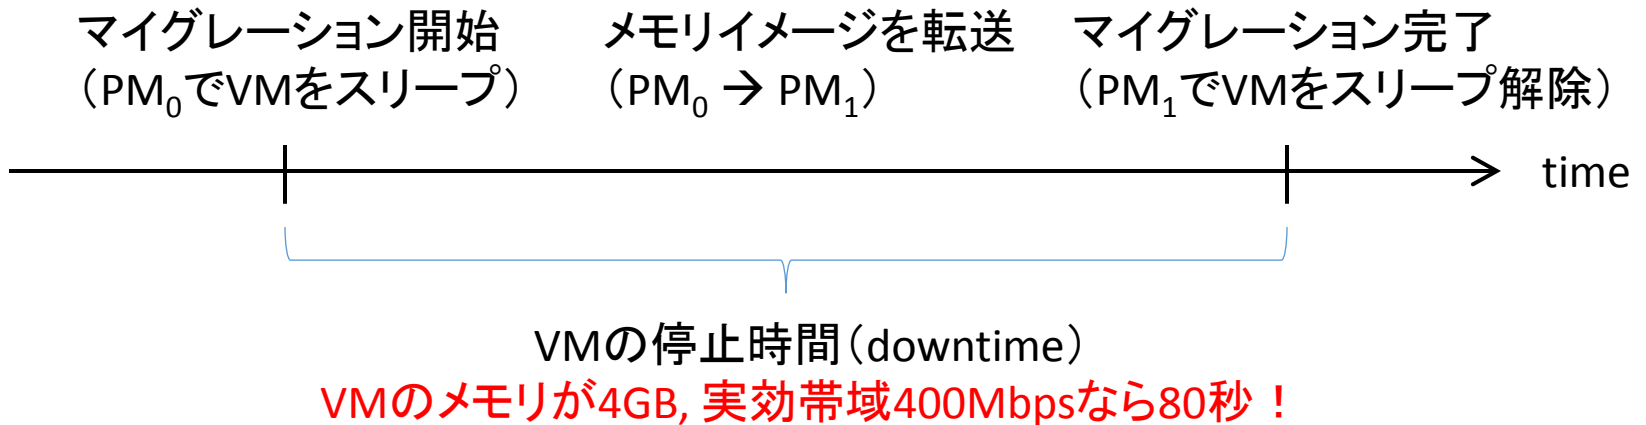 マイグレーション開始
（PM0でVMをスリープ）
メモリイメージを転送
（PM0 → PM1）
マイグレーション完了
（PM1でVMをスリープ解除）
time
VMの停止時間（downtime）
VMのメモリが4GB, 実効帯域400Mbpsなら80秒！